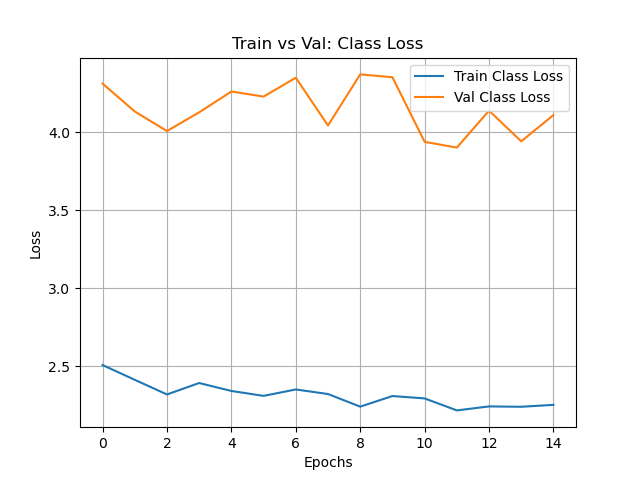 Train vs Val: Class Loss
Train Class Loss
Val Class Loss
4.0
3.5
3.0
2.5
Loss
0 2 4 6 8 10 12 14
Epochs